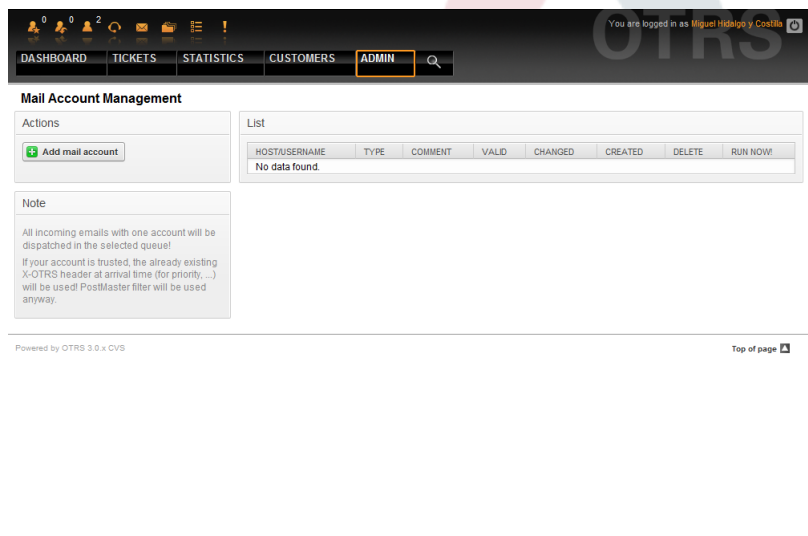 0 0 2
You are logged in as Miguel Hidalgo y Costilla
OTRS
DASHBOARD TICKETS STATISTICS CUSTOMERS ADMIN
Mail Account Management
Actions
Add mail account
List
HOST/USERNAME TYPE COMMENT VALID CHANGED CREATED DELETE RUN NOW!
No data found.
Note
All incoming emails with one account will be
dispatched in the selected queue!
If your account is trusted, the already existing
X-OTRS header at arrival time (for priority, ...)
will be used! PostMaster filter will be used
anyway.
Powered by OTRS 3.0.x CVS
Top of page